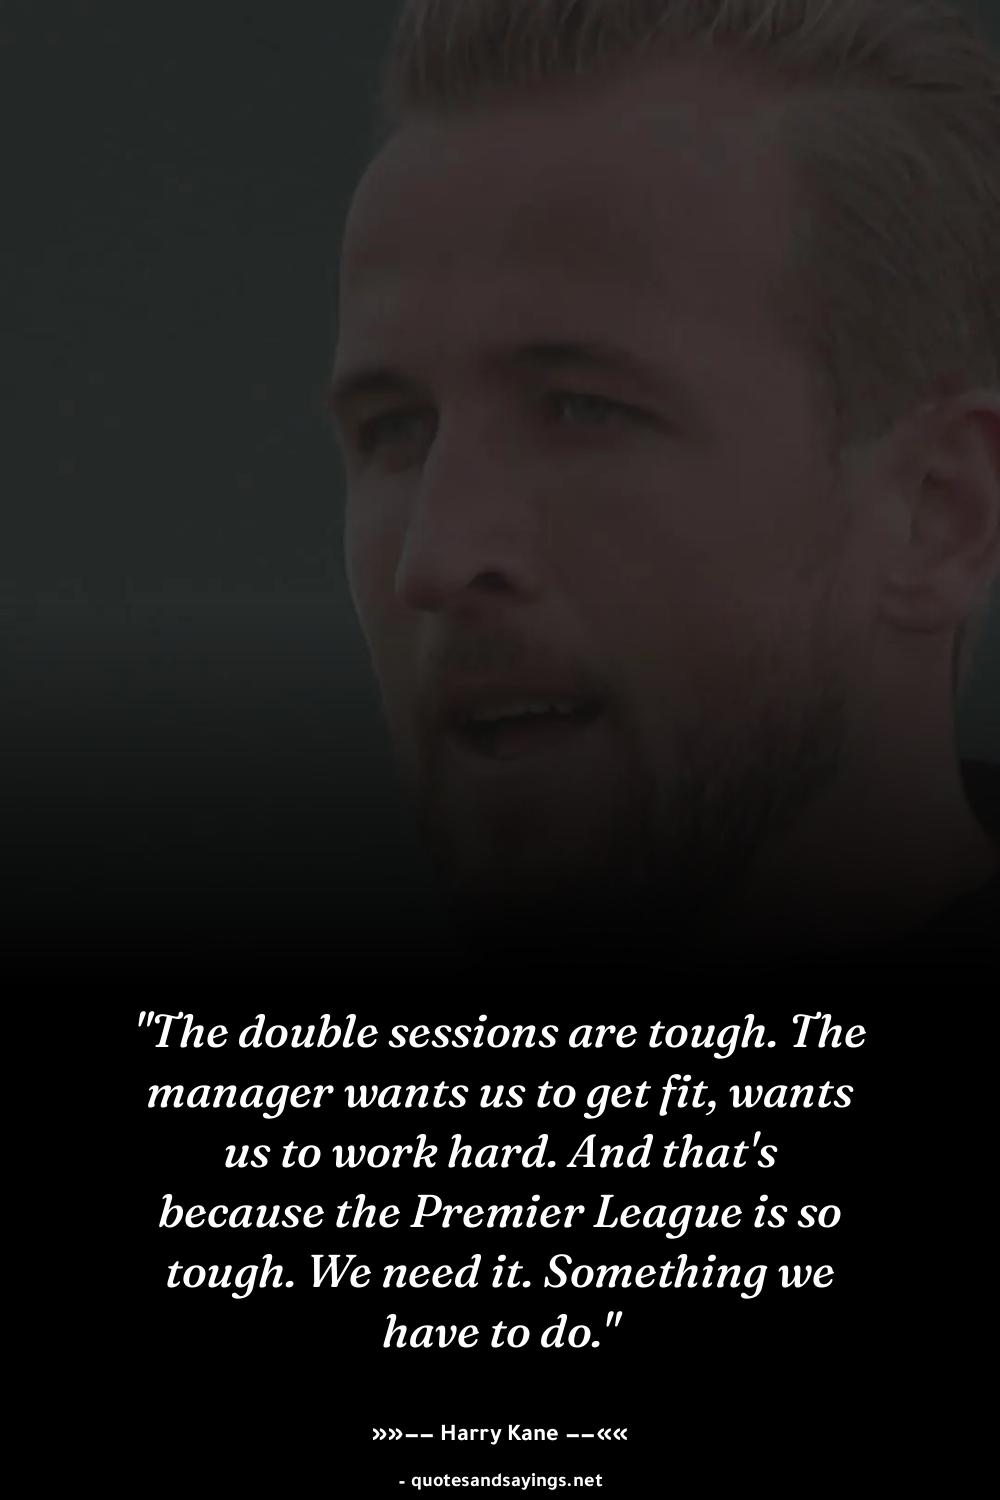 "The double sessions are tough. The
manager wants us to get fit, wants
us to work hard. And that's
because the Premier League is so
tough. We need it. Something we
have to do."
»»-- Harry Kane --««
- quotesandsayings.net